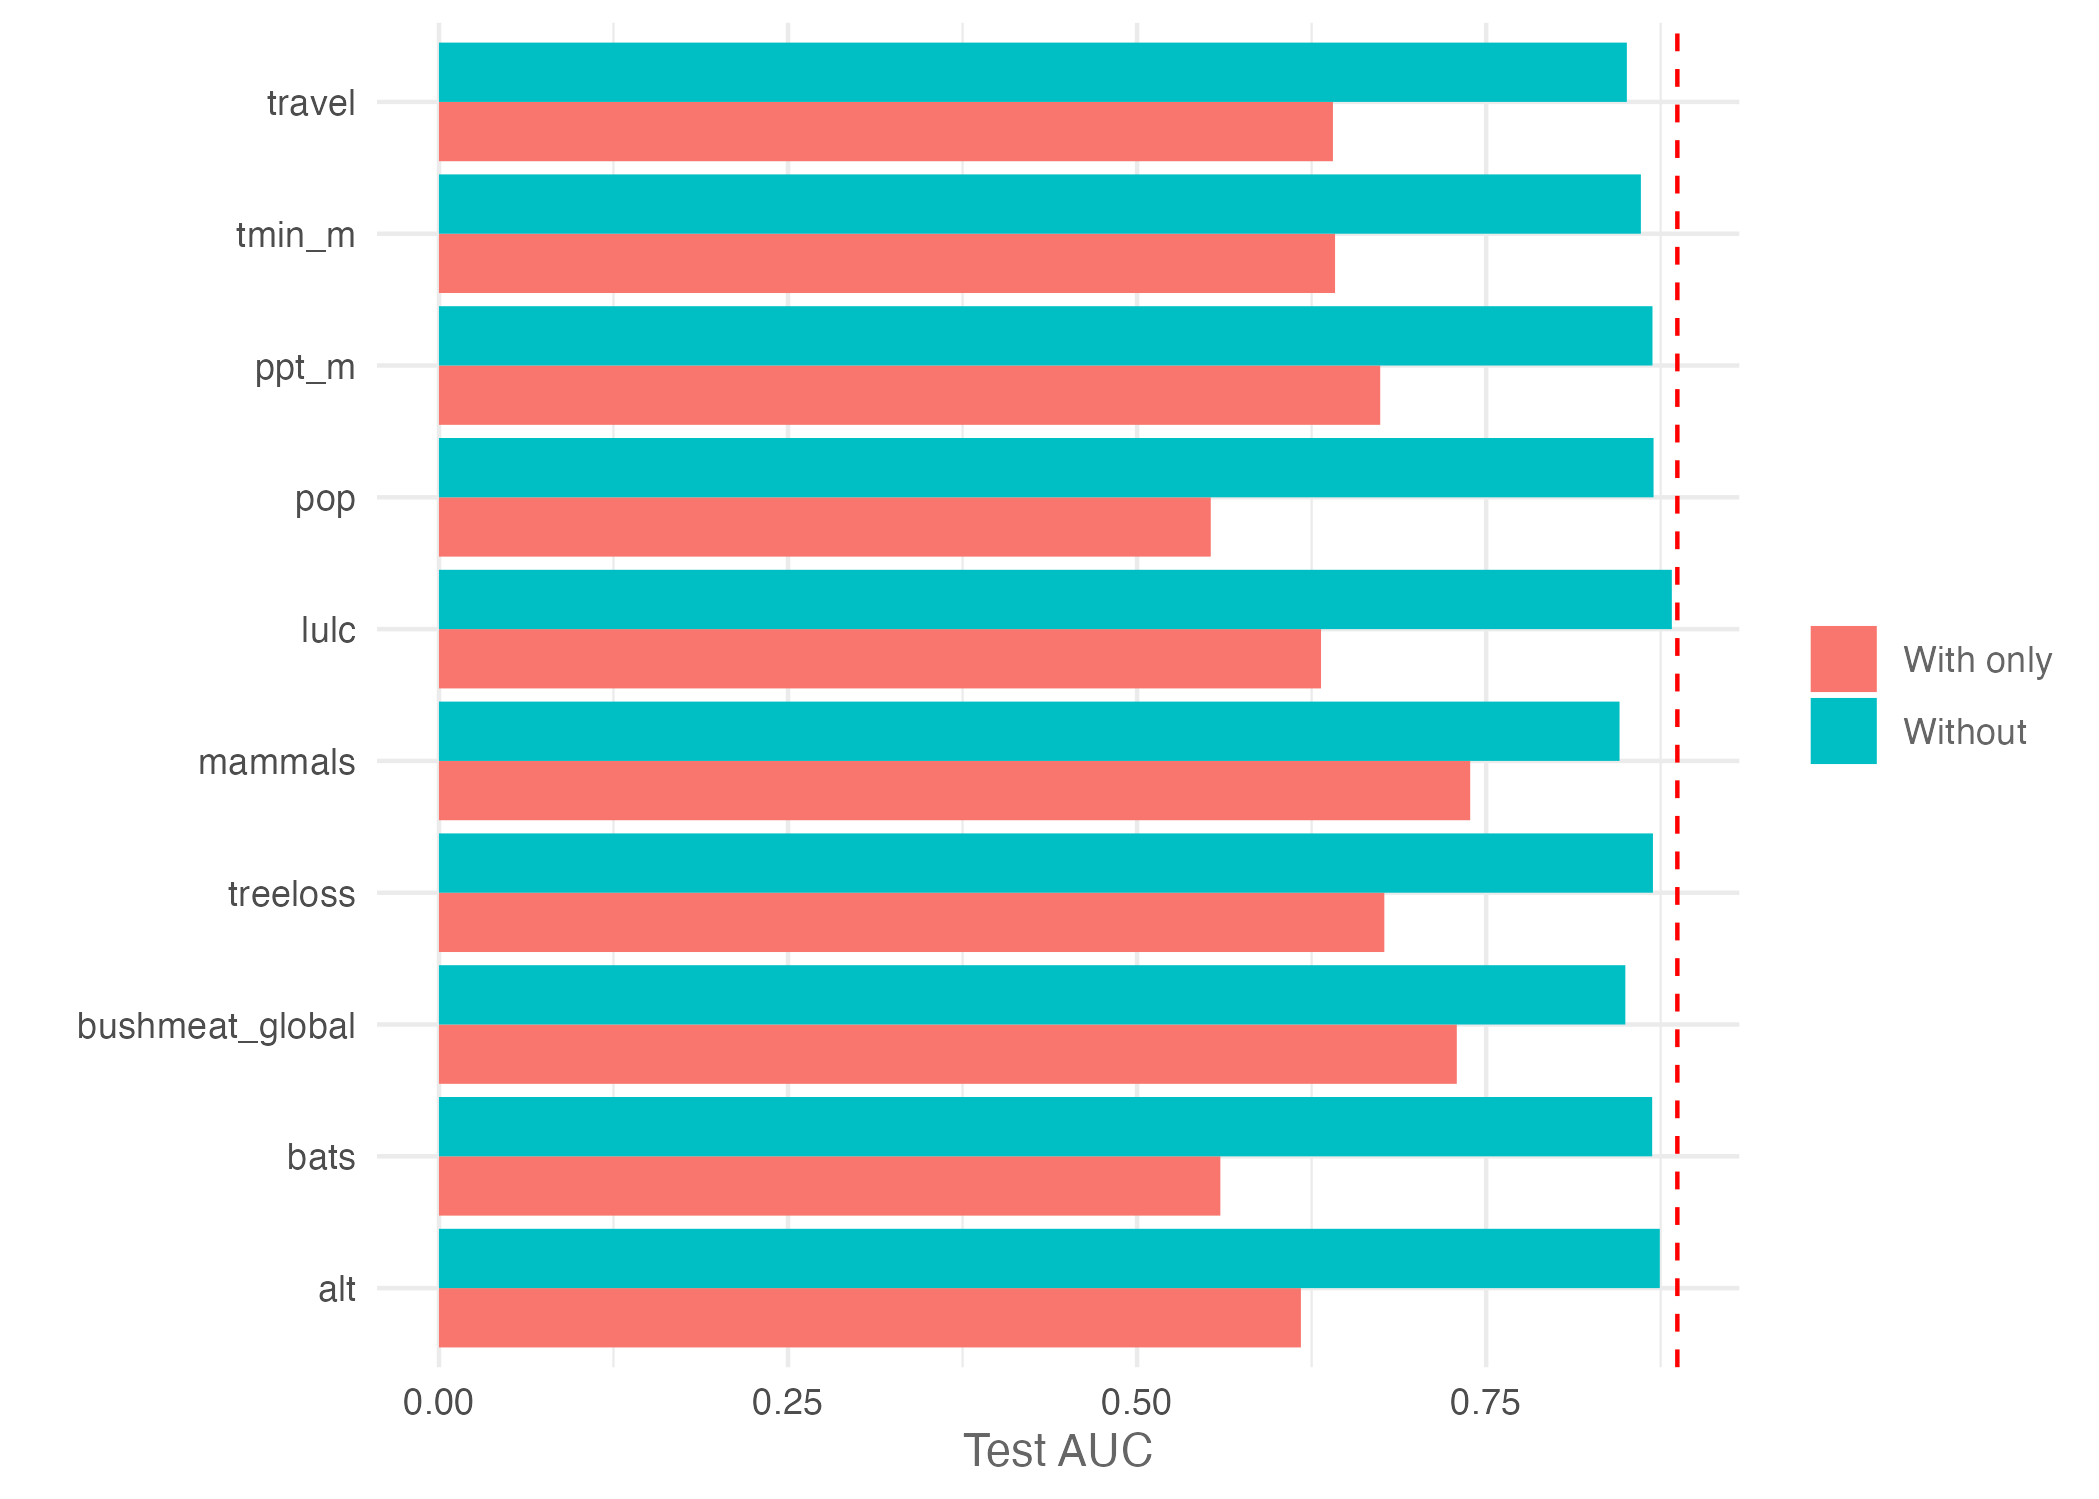 travel
tmin_m
ppt_m
pop
lulc
mammals
treeloss
bushmeat_global
bats
alt
0.00 0.25 0.50 0.75
Test AUC
With only
Without